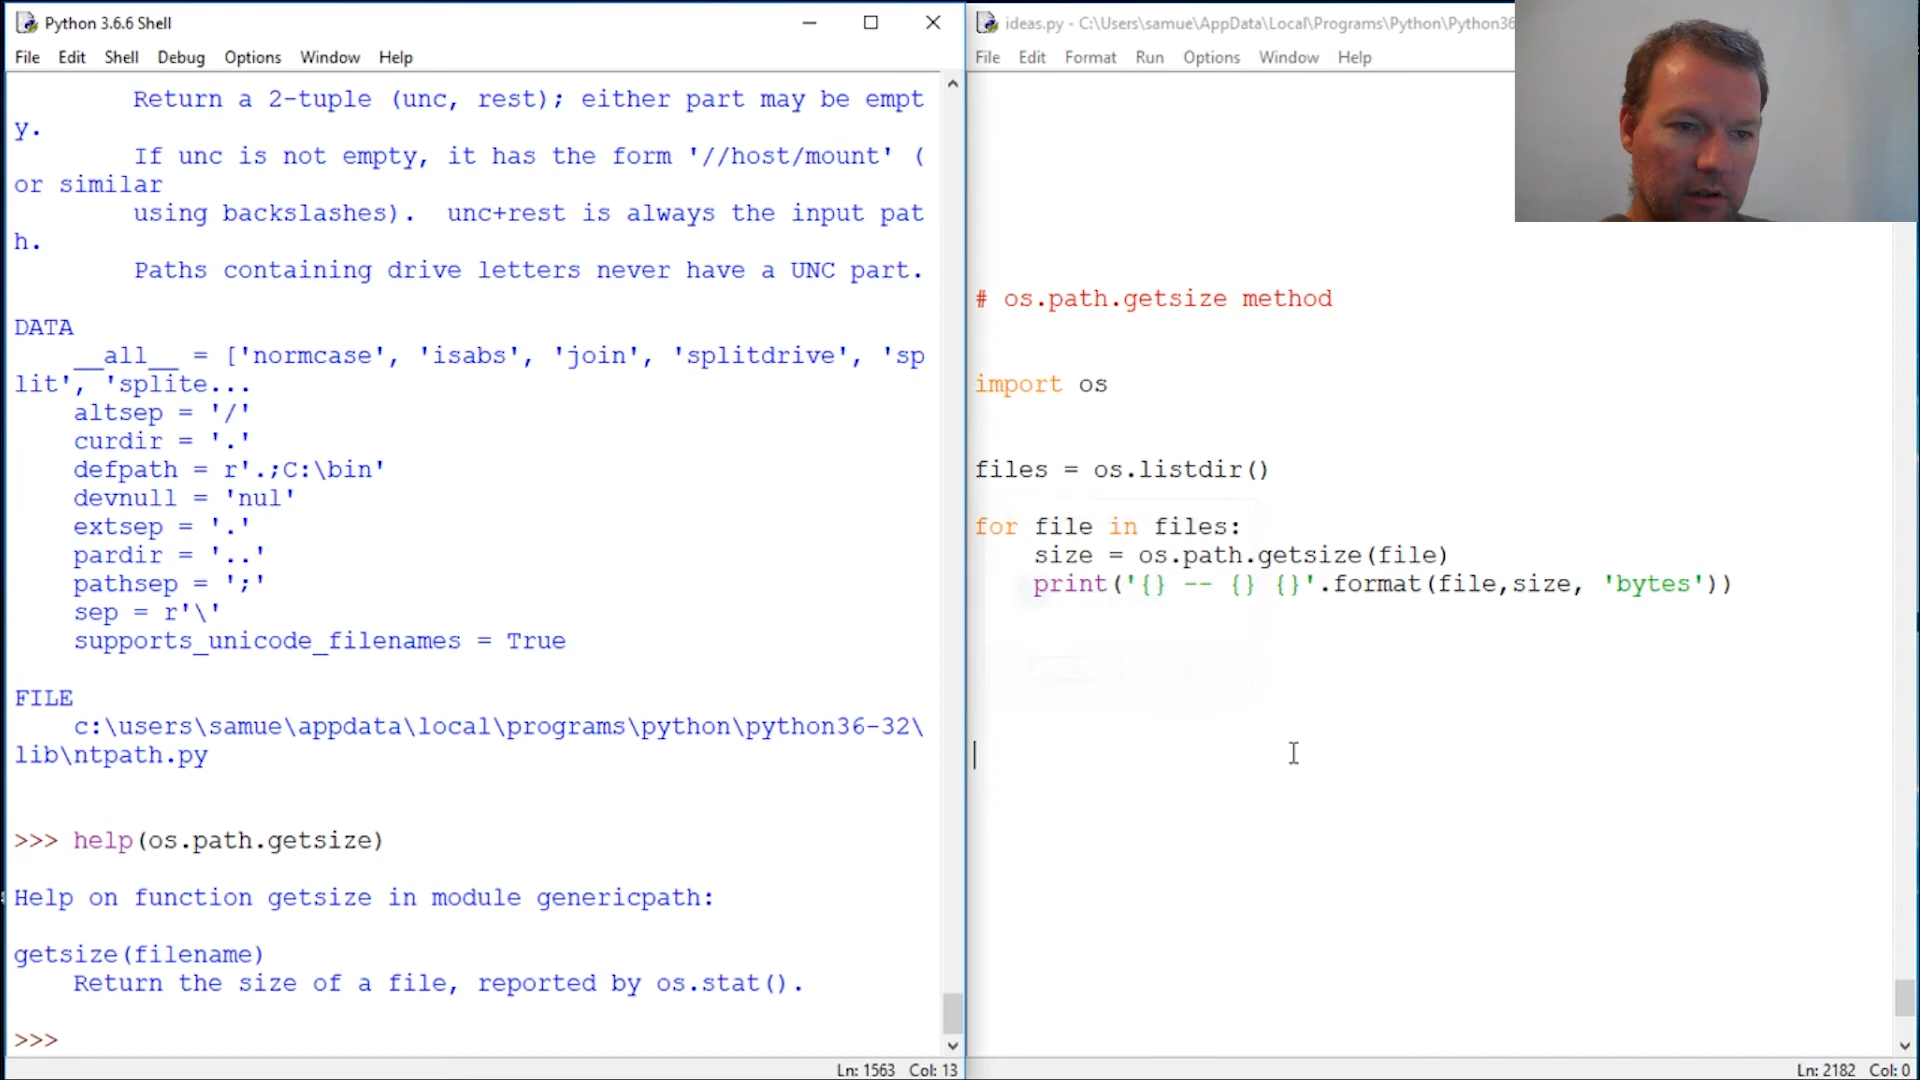 Python 3.6.6 Shell
File Edit Shell Debug Options Window Help
        Return a 2-tuple (unc, rest); either part may be empt
y.
        If unc is not empty, it has the form '//host/mount' (
or similar
        using backslashes).  unc+rest is always the input pat
h.
        Paths containing drive letters never have a UNC part.
DATA
    __all__ = ['normcase', 'isabs', 'join', 'splitdrive', 'sp
lit', 'splite...
    altsep = '/'
    curdir = '.'
    defpath = r'.;C:\bin'
    devnull = 'nul'
    extsep = '.'
    pardir = '..'
    pathsep = ';'
    sep = r'\'
    supports_unicode_filenames = True
FILE
    c:\users\samue\appdata\local\programs\python\python36-32\
lib\ntpath.py
>>> help(os.path.getsize)
Help on function getsize in module genericpath:
getsize(filename)
    Return the size of a file, reported by os.stat().
>>>
Ln: 1563 Col: 13
ideas.py - C:\Users\samue\AppData\Local\Programs\Python\Python36
File Edit Format Run Options Window Help
# os.path.getsize method
import os
files = os.listdir()
for file in files:
    size = os.path.getsize(file)
    print('{} -- {} {}'.format(file,size, 'bytes'))
Ln: 2182 Col: 0